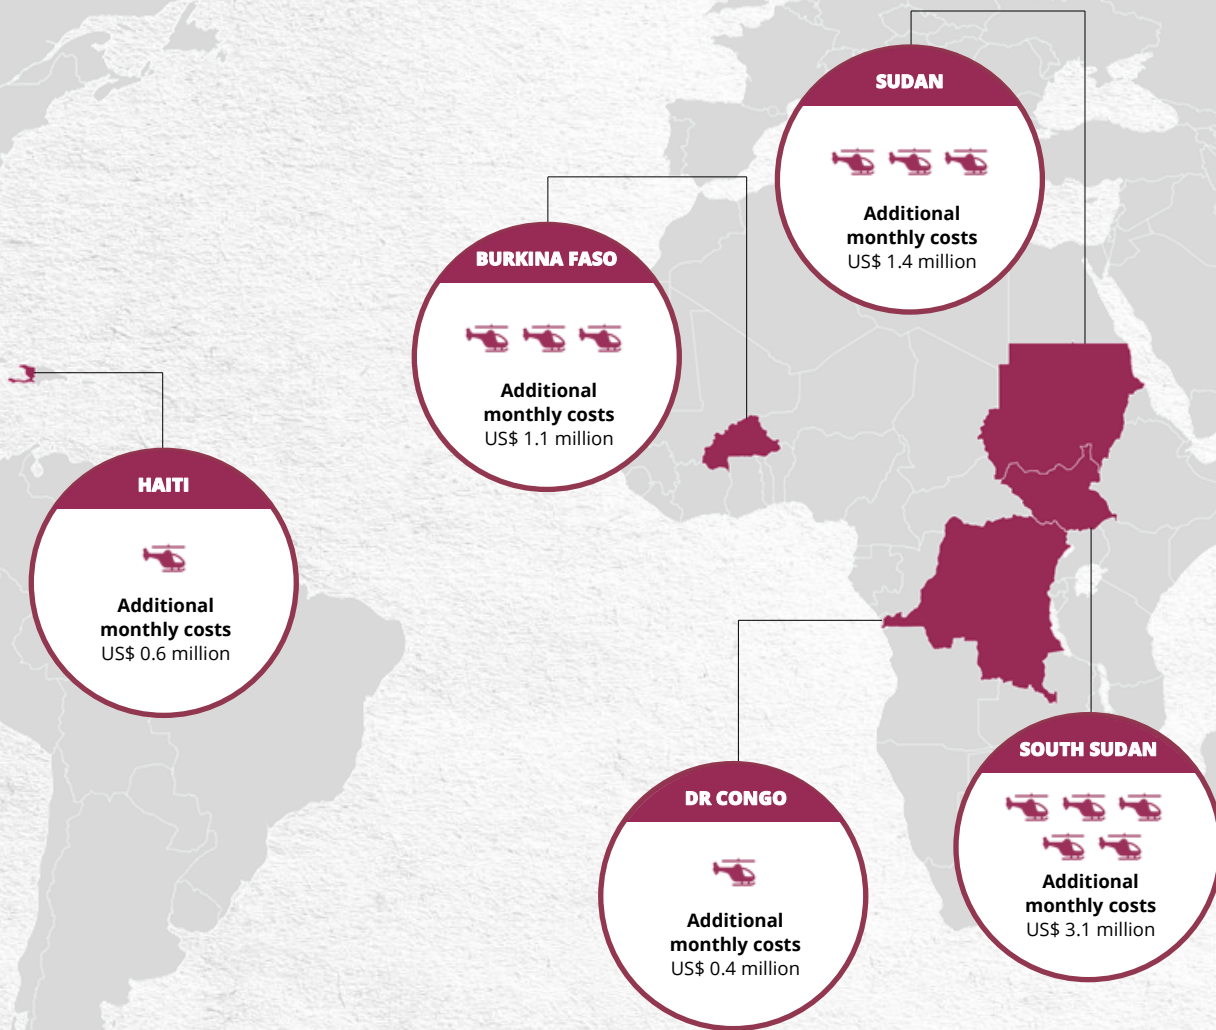 SUDAN
Additional
monthly costs
US$ 1.4 million
BURKINA FASO
Additional
monthly costs
US$ 1.1 million
HAITI
Additional
monthly costs
US$ 0.6 million
SOUTH SUDAN
Additional
monthly costs
US$ 3.1 million
DR CONGO
Additional
monthly costs
US$ 0.4 million